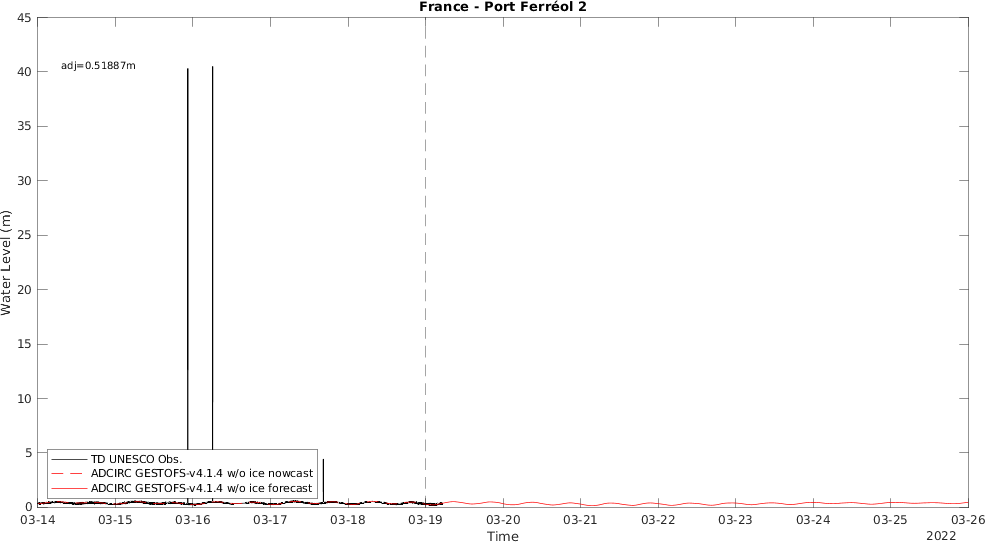 France - Port Ferréol 2
45
40
35
30
25
20
15
10
5
0
Water Level (m)
adj=0.51887m
TD UNESCO Obs.
ADCIRC GESTOFS-v4.1.4 w/o ice nowcast
ADCIRC GESTOFS-v4.1.4 w/o ice forecast
03-14 03-15 03-16 03-17 03-18 03-19 03-20 03-21 03-22 03-23 03-24 03-25 03-26
Time
2022